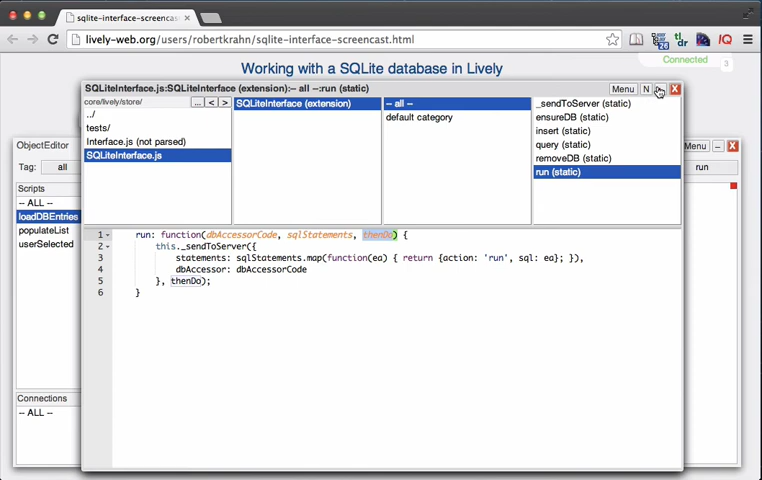 sqlite-interface-screencast.
lively-web.org/users/robertkrahn/sqlite-interface-screencast.html
26
tl;
dr
IQ
Working with a SQLite database in Lively
Connected
3
SQLiteInterface.js:SQLiteInterface (extension):-- all --:run (static)
Menu
N
X
core/lively/store/
...
<
>
../
tests/
Interface.js (not parsed)
SQLiteInterface.js
SQLiteInterface (extension)
-- all --
default category
_sendToServer (static)
ensureDB (static)
insert (static)
query (static)
removeDB (static)
run (static)
ObjectEditor
Tag:
all
Scripts
-- ALL --
loadDBEntries
populateList
userSelected
Connections
-- ALL --
Menu
–
X
run
1 run: function(dbAccessorCode, sqlStatements, thenDo) {
2 this._sendToServer({
3 statements: sqlStatements.map(function(ea) { return {action: 'run', sql: ea}; }),
4 dbAccessor: dbAccessorCode
5 }, thenDo);
6 }